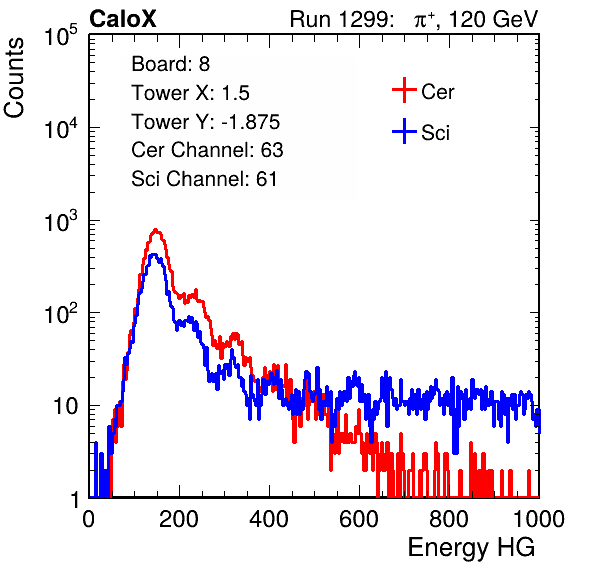 CaloX Run 1299: π⁺, 120 GeV
Counts
10⁵
10⁴
10³
10²
10
1
Board: 8
Tower X: 1.5
Tower Y: -1.875
Cer Channel: 63
Sci Channel: 61
Cer
Sci
0 200 400 600 800 1000
Energy HG